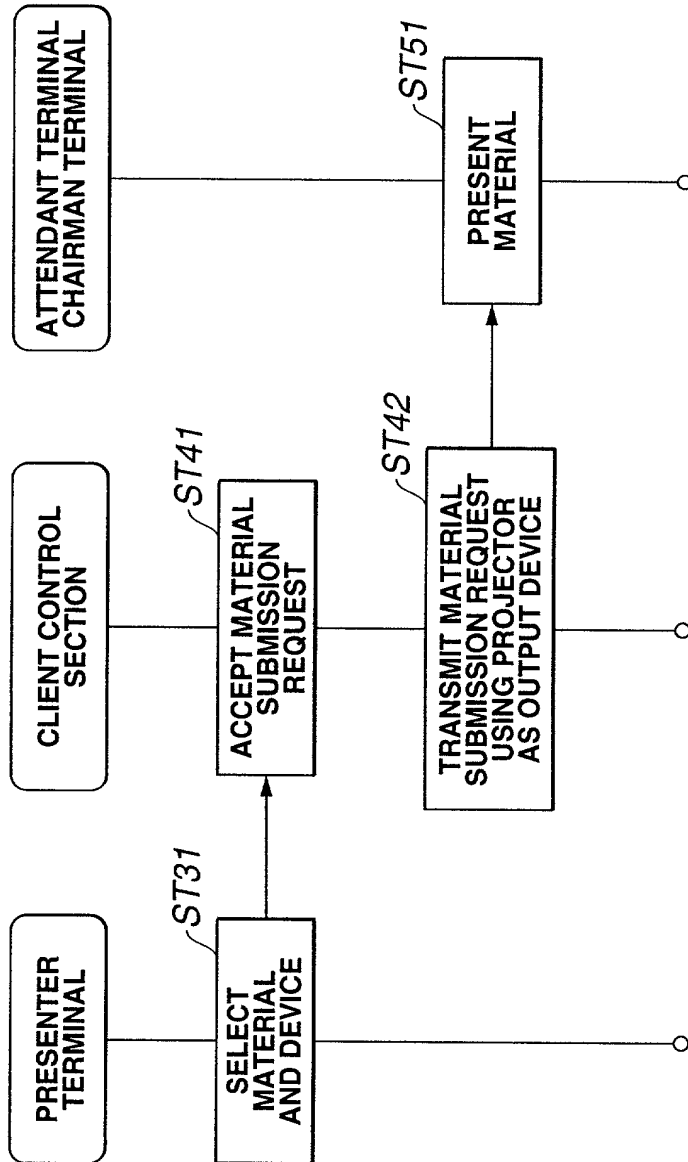 PRESENTER
TERMINAL
CLIENT CONTROL
SECTION
ATTENDANT TERMINAL
CHAIRMAN TERMINAL
ST31
SELECT
MATERIAL
AND DEVICE
ST41
ACCEPT MATERIAL
SUBMISSION
REQUEST
ST42
TRANSMIT MATERIAL
SUBMISSION REQUEST
USING PROJECTOR
AS OUTPUT DEVICE
ST51
PRESENT
MATERIAL